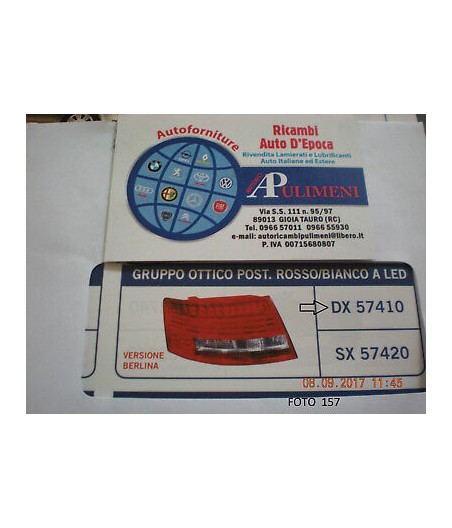 Autoforniture
Ricambi
Auto D'Epoca
Rivendita Lamierati e Lubrificanti
Auto Italiane ed Estere
APULIMENI
Via S.S. 111 n. 95/97
89013 GIOIA TAURO (RC)
Tel. 0966 57011 0966 55930
e-mail: autoricambipulimeni@libero.it
P. IVA 00715680807
GRUPPO OTTICO POST. ROSSO/BIANCO A LED
DX 57410
VERSIONE
BERLINA
SX 57420
08.09.2017 11:45
FOTO 157